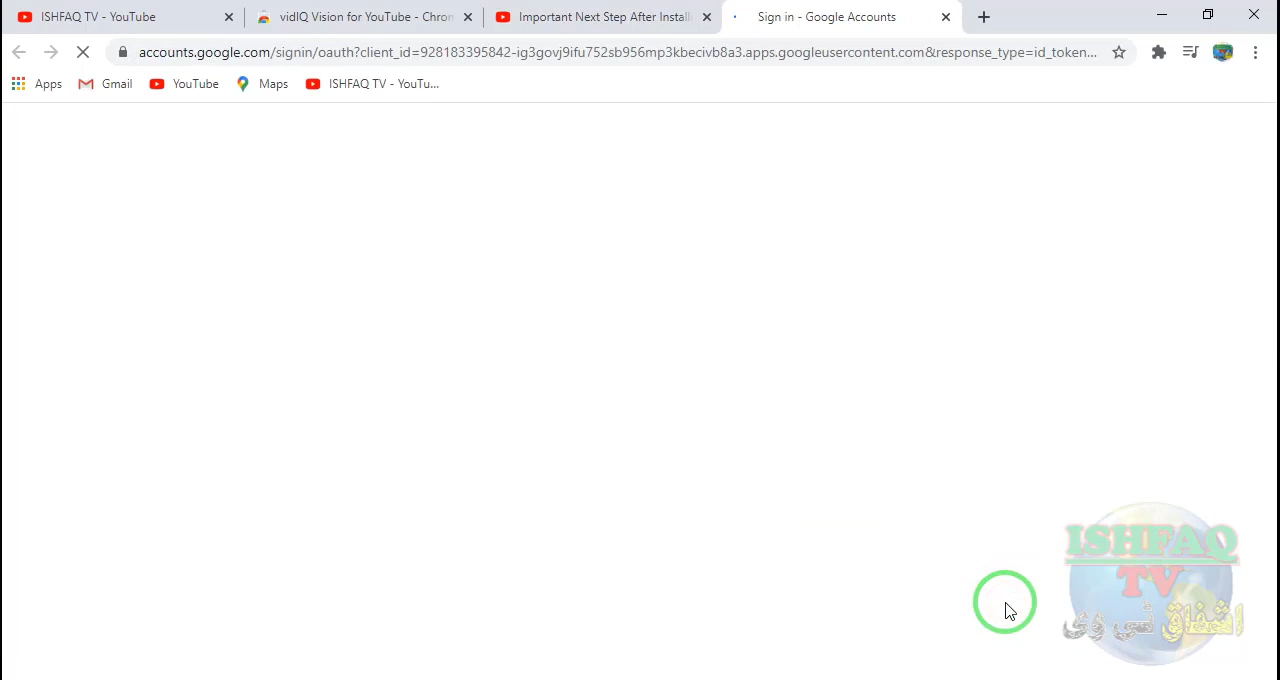 ISHFAQ TV - YouTube
vidIQ Vision for YouTube - Chron
Important Next Step After Install
Sign in - Google Accounts
accounts.google.com/signin/oauth?client_id=928183395842-ig3govj9ifu752sb956mp3kbecivb8a3.apps.googleusercontent.com&response_type=id_token...
Apps
Gmail
YouTube
Maps
ISHFAQ TV - YouTu...
ISHFAQ
TV
اشفاق ٹی وی